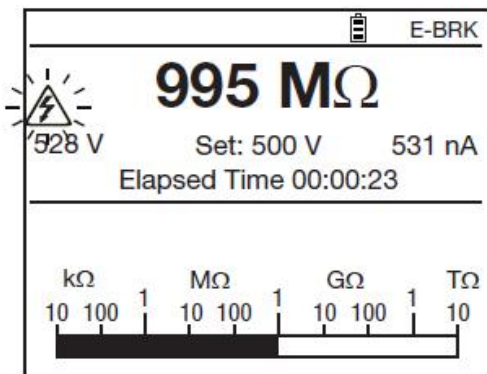 E-BRK
995 MΩ
528 V Set: 500 V 531 nA
Elapsed Time 00:00:23
kΩ MΩ GΩ TΩ
10 100 1 10 100 1 10 100 1 10